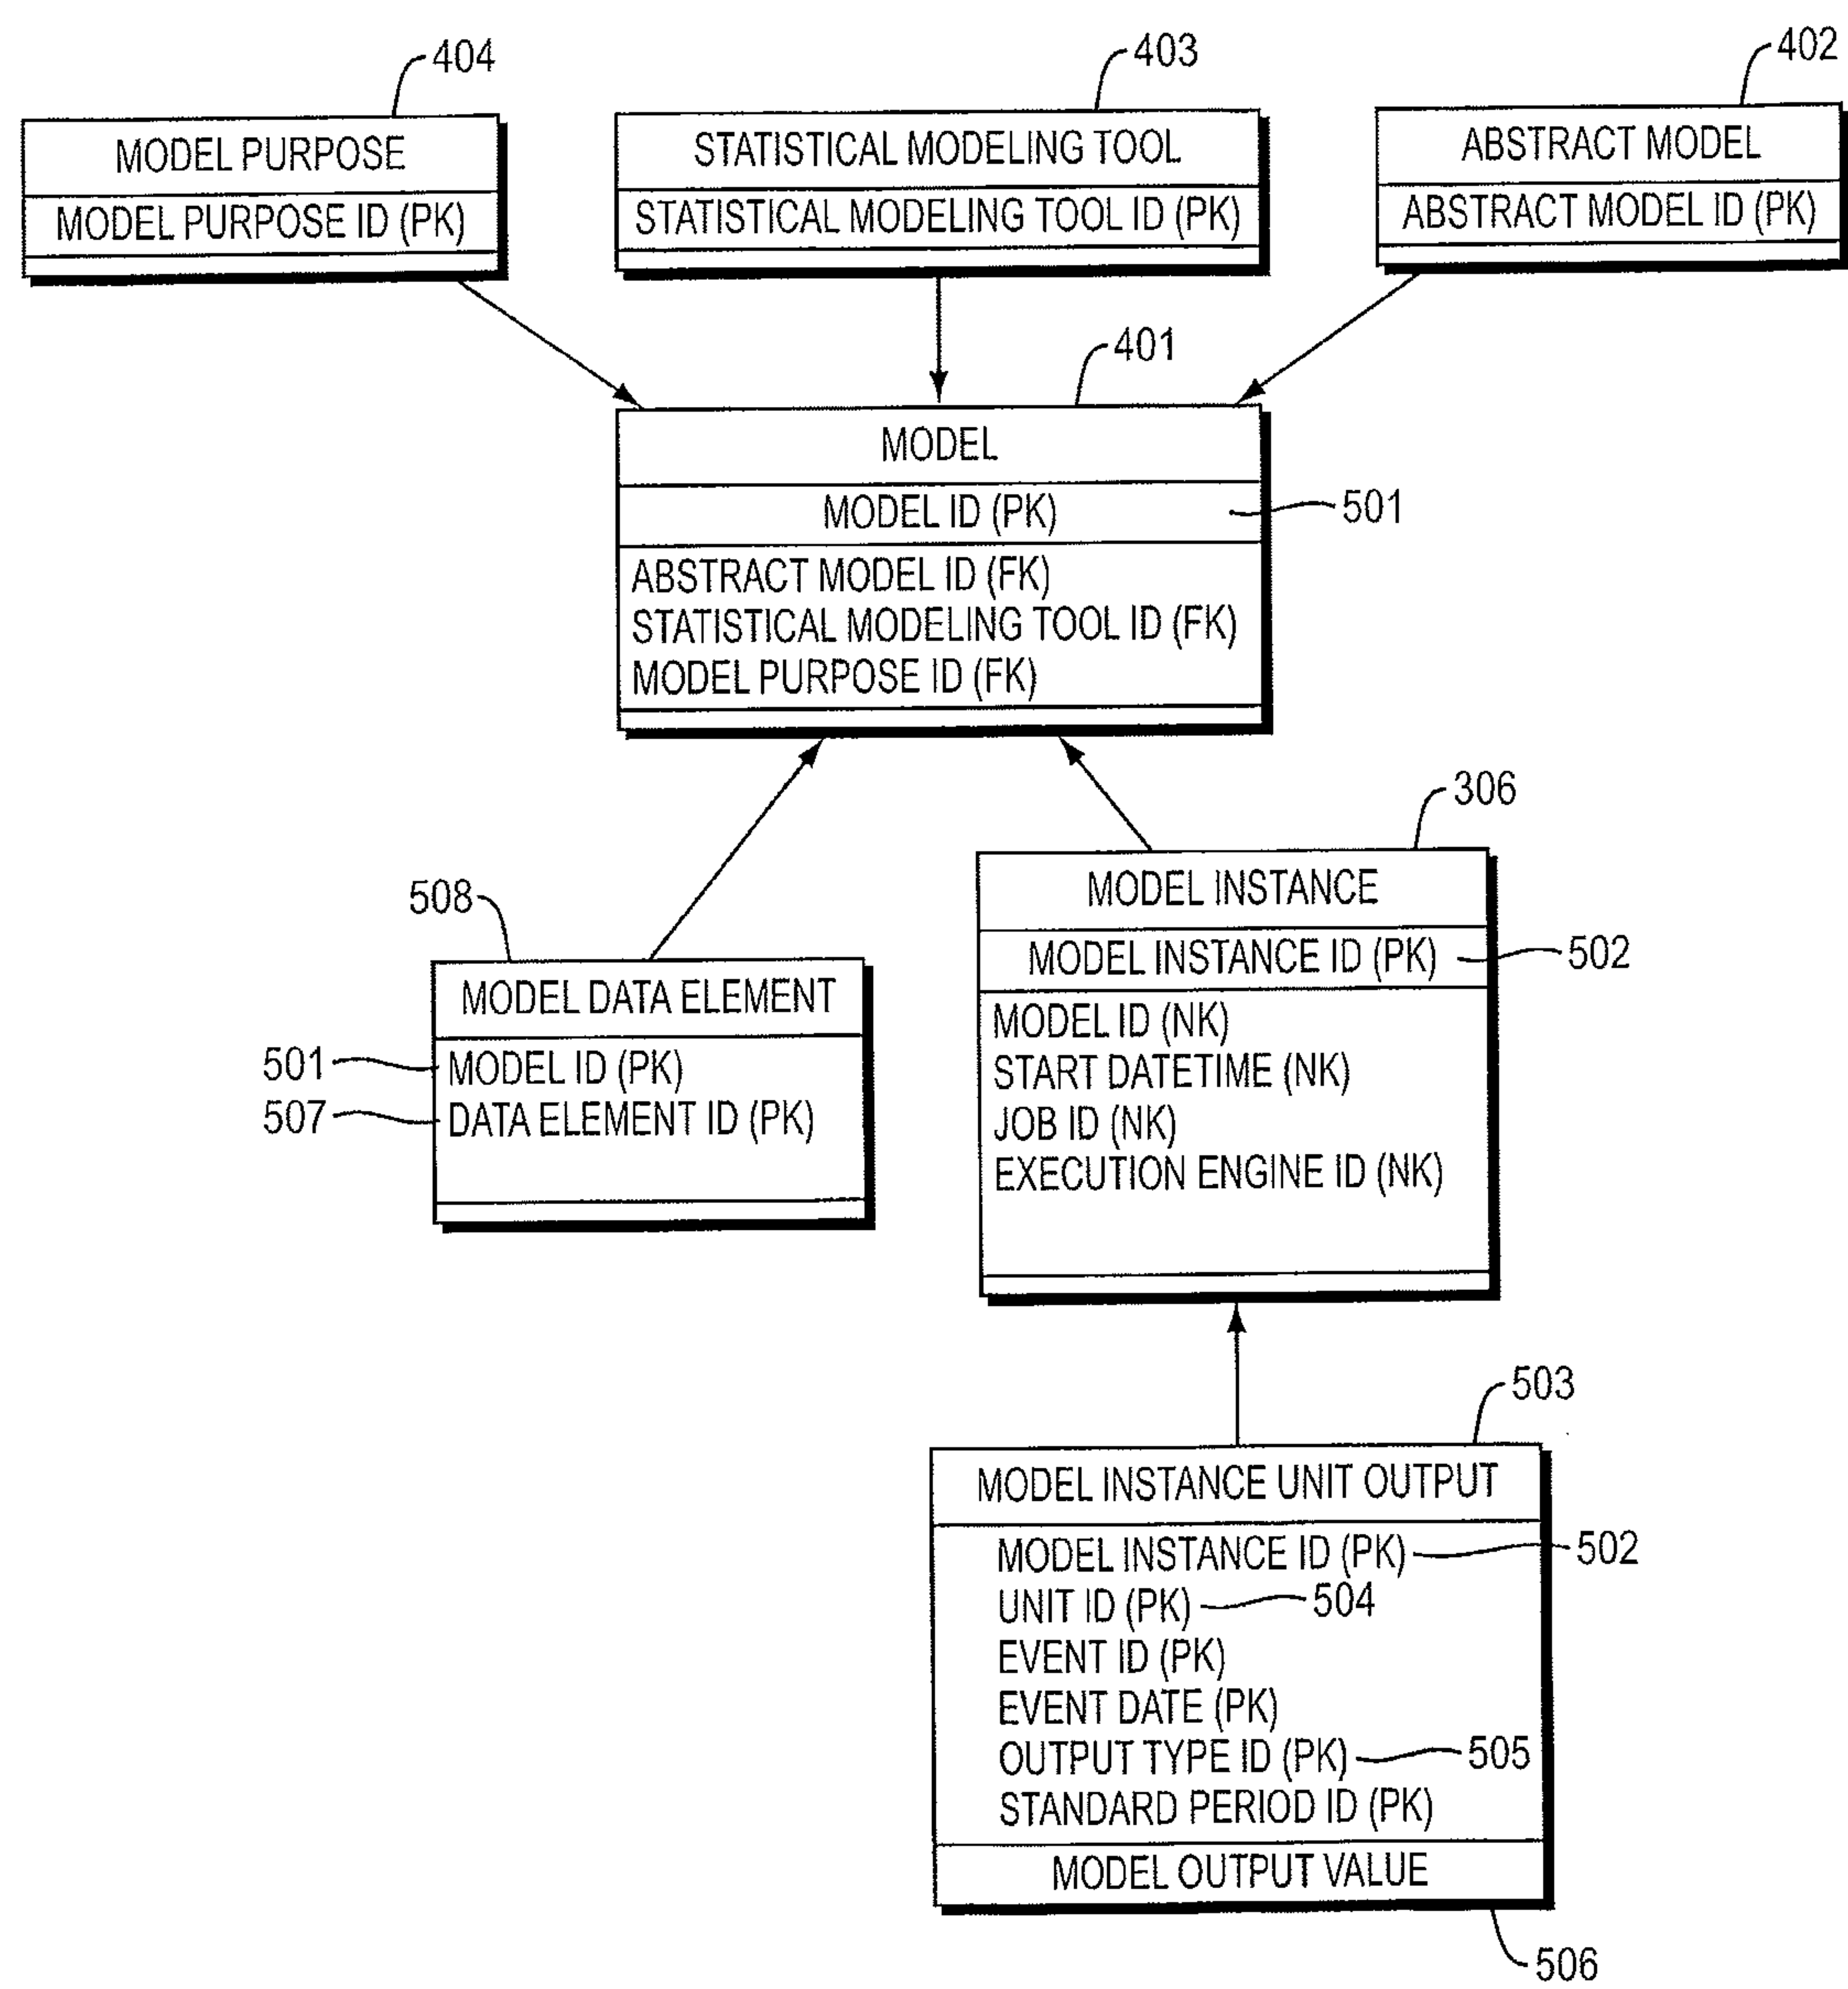 404
403
402
MODEL PURPOSE
MODEL PURPOSE ID (PK)
STATISTICAL MODELING TOOL
STATISTICAL MODELING TOOL ID (PK)
ABSTRACT MODEL
ABSTRACT MODEL ID (PK)
401
MODEL
MODEL ID (PK)
501
ABSTRACT MODEL ID (FK)
STATISTICAL MODELING TOOL ID (FK)
MODEL PURPOSE ID (FK)
508
MODEL DATA ELEMENT
501
MODEL ID (PK)
507
DATA ELEMENT ID (PK)
306
MODEL INSTANCE
MODEL INSTANCE ID (PK)
502
MODEL ID (NK)
START DATETIME (NK)
JOB ID (NK)
EXECUTION ENGINE ID (NK)
503
MODEL INSTANCE UNIT OUTPUT
MODEL INSTANCE ID (PK)
502
UNIT ID (PK)
504
EVENT ID (PK)
EVENT DATE (PK)
OUTPUT TYPE ID (PK)
505
STANDARD PERIOD ID (PK)
MODEL OUTPUT VALUE
506